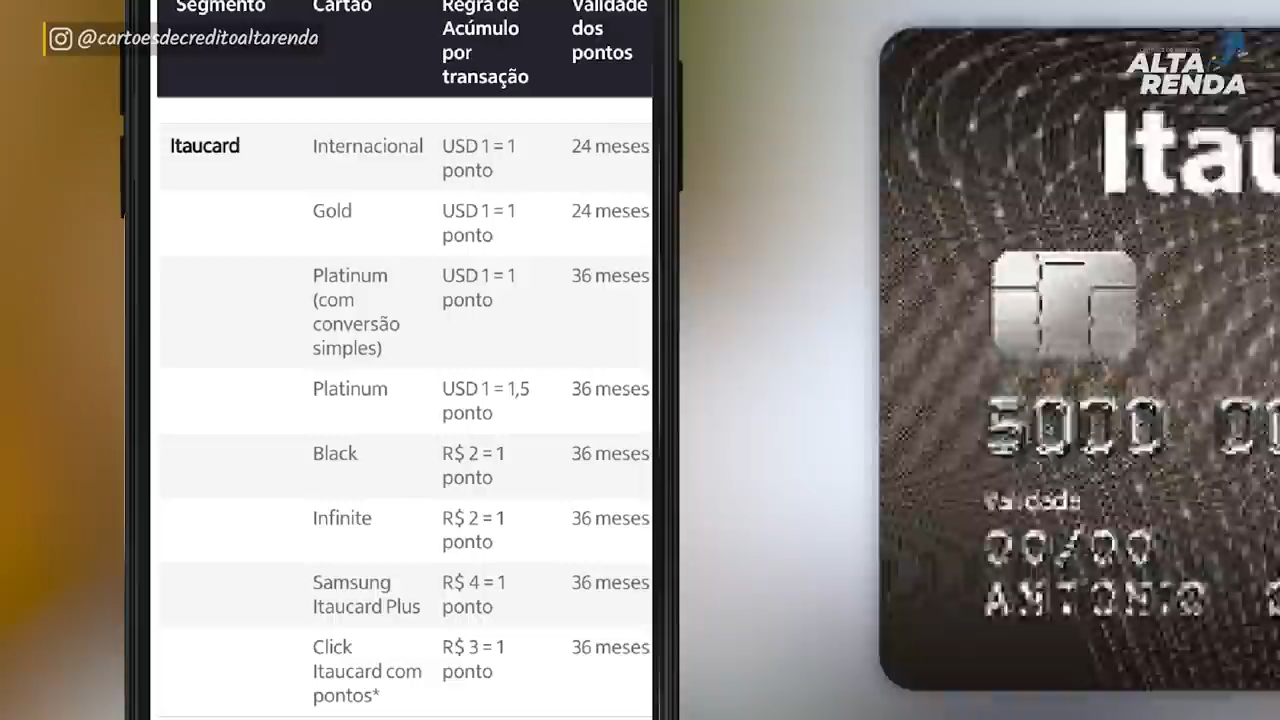 @cartoesdecreditoaltarenda
Segmento
Cartão
Regra de
Acúmulo
por
transação
Validade
dos
pontos
Itaucard
Internacional
USD 1 = 1
ponto
24 meses
Gold
USD 1 = 1
ponto
24 meses
Platinum
(com
conversão
simples)
USD 1 = 1
ponto
36 meses
Platinum
USD 1 = 1,5
ponto
36 meses
Black
R$ 2 = 1
ponto
36 meses
Infinite
R$ 2 = 1
ponto
36 meses
Samsung
Itaucard Plus
R$ 4 = 1
ponto
36 meses
Click
Itaucard com
pontos*
R$ 3 = 1
ponto
36 meses
ALTA
RENDA
Itau
5000 00
Validade
00/00
ANTONIO